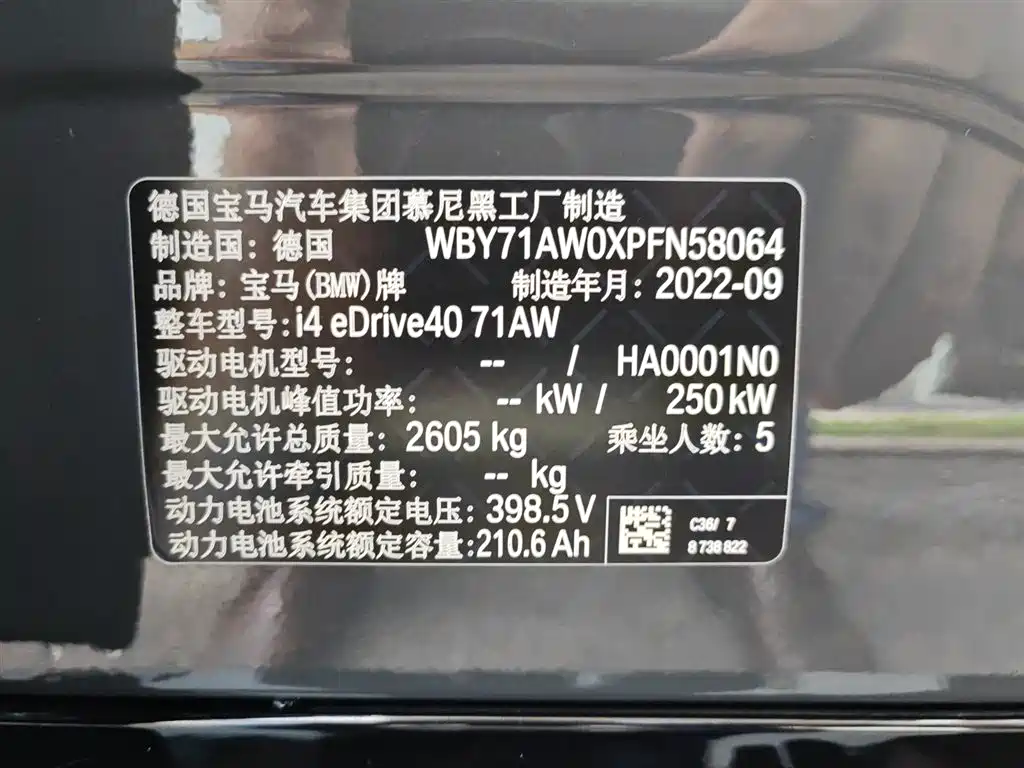 德国宝马汽车集团慕尼黑工厂制造
制造国：德国 WBY71AW0XPFN58064
品牌：宝马(BMW)牌 制造年月：2022-09
整车型号:i4 eDrive40 71AW
驱动电机型号： -- / HA0001N0
驱动电机峰值功率： -- kW / 250 kW
最大允许总质量：2605 kg 乘坐人数：5
最大允许牵引质量： -- kg
动力电池系统额定电压：398.5 V
动力电池系统额定容量:210.6 Ah
C36/ 7
8 738 822